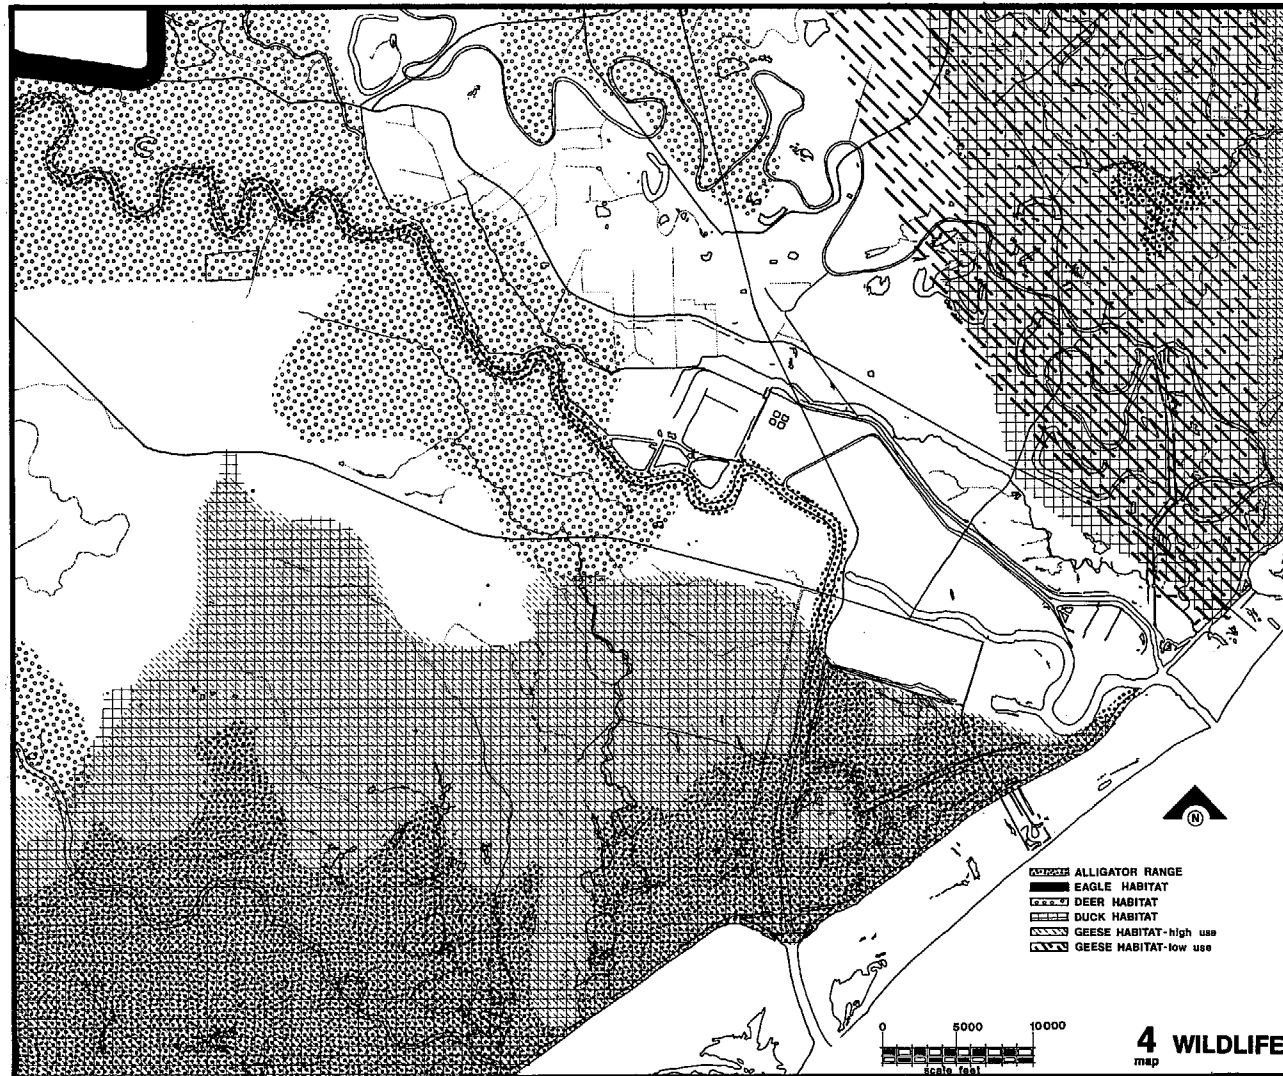 N
ALLIGATOR RANGE
EAGLE HABITAT
DEER HABITAT
DUCK HABITAT
GEESE HABITAT-high use
GEESE HABITAT-low use
0 5000 10000
scale feet
4 WILDLIFE
map